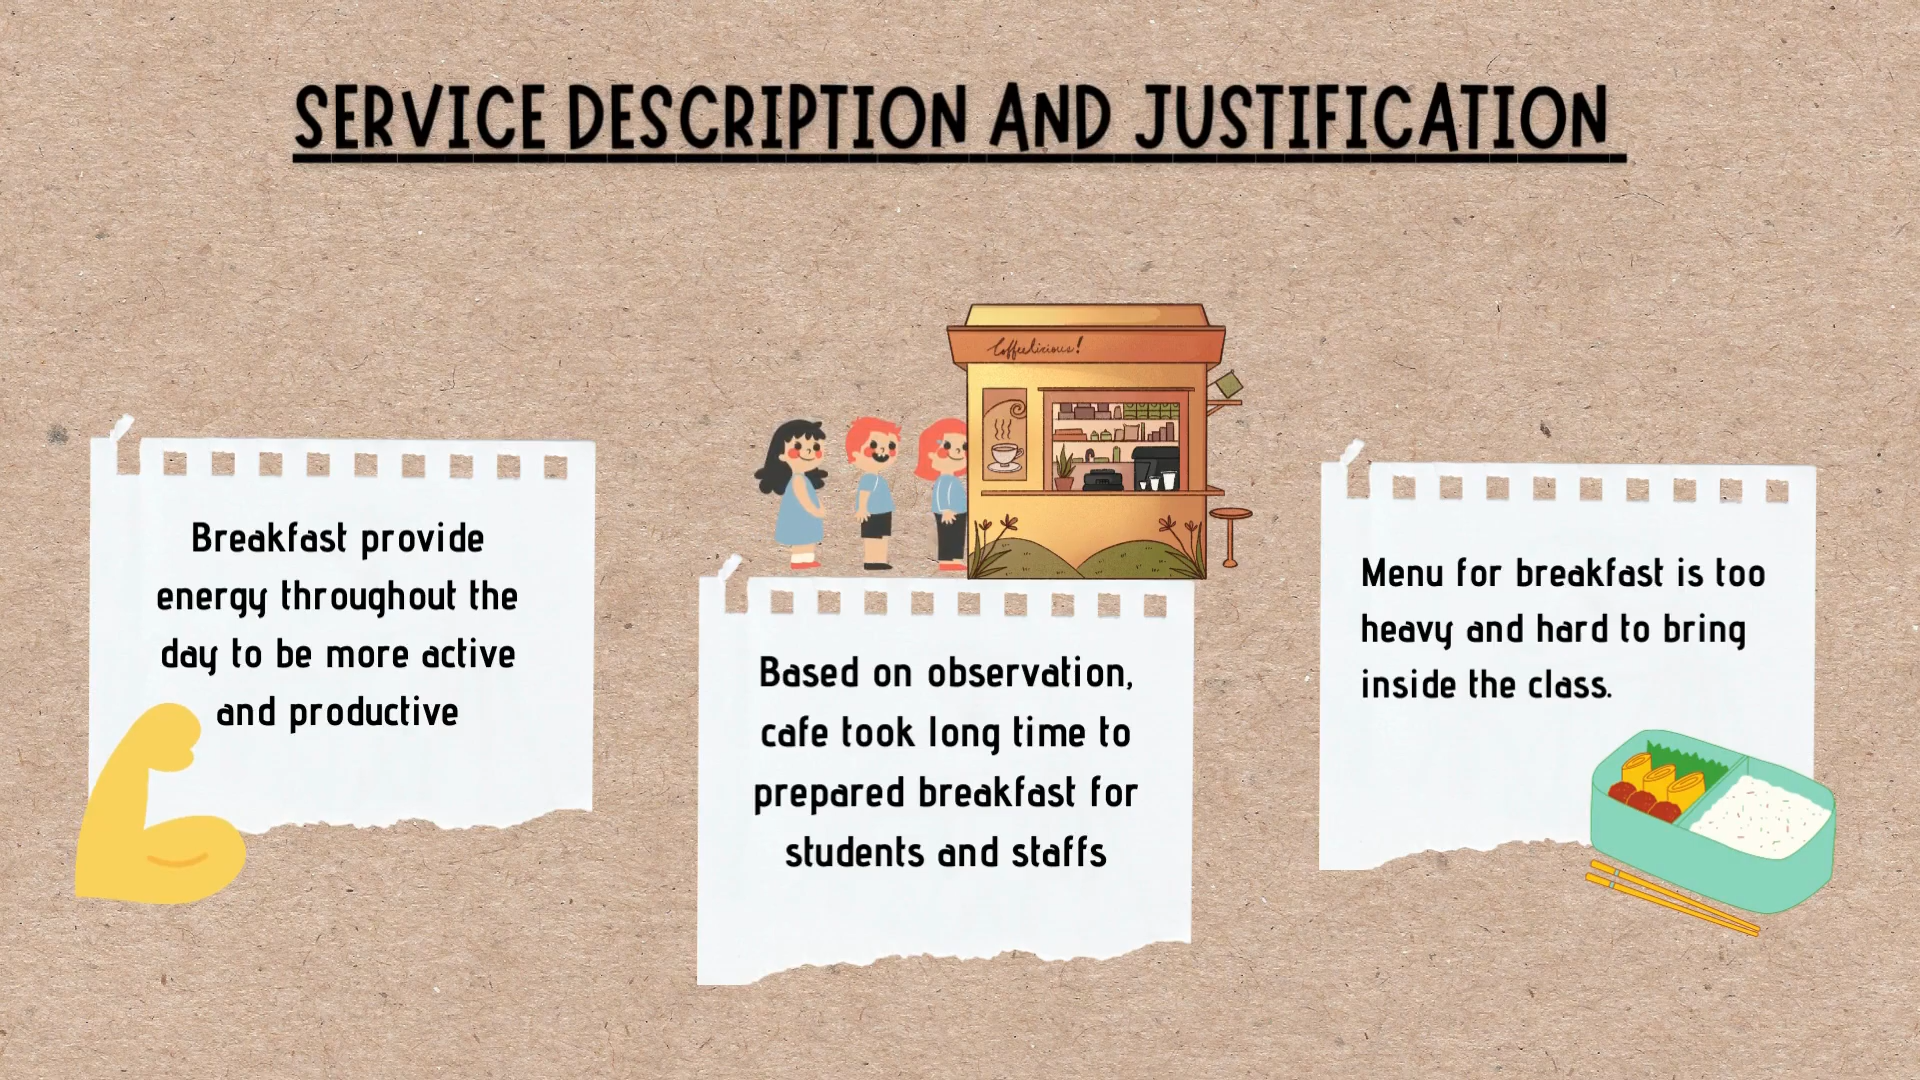 SERVICE DESCRIPTION AND JUSTIFICATION
Coffeelicious!
Breakfast provide
energy throughout the
day to be more active
and productive
Based on observation,
cafe took long time to
prepared breakfast for
students and staffs
Menu for breakfast is too
heavy and hard to bring
inside the class.